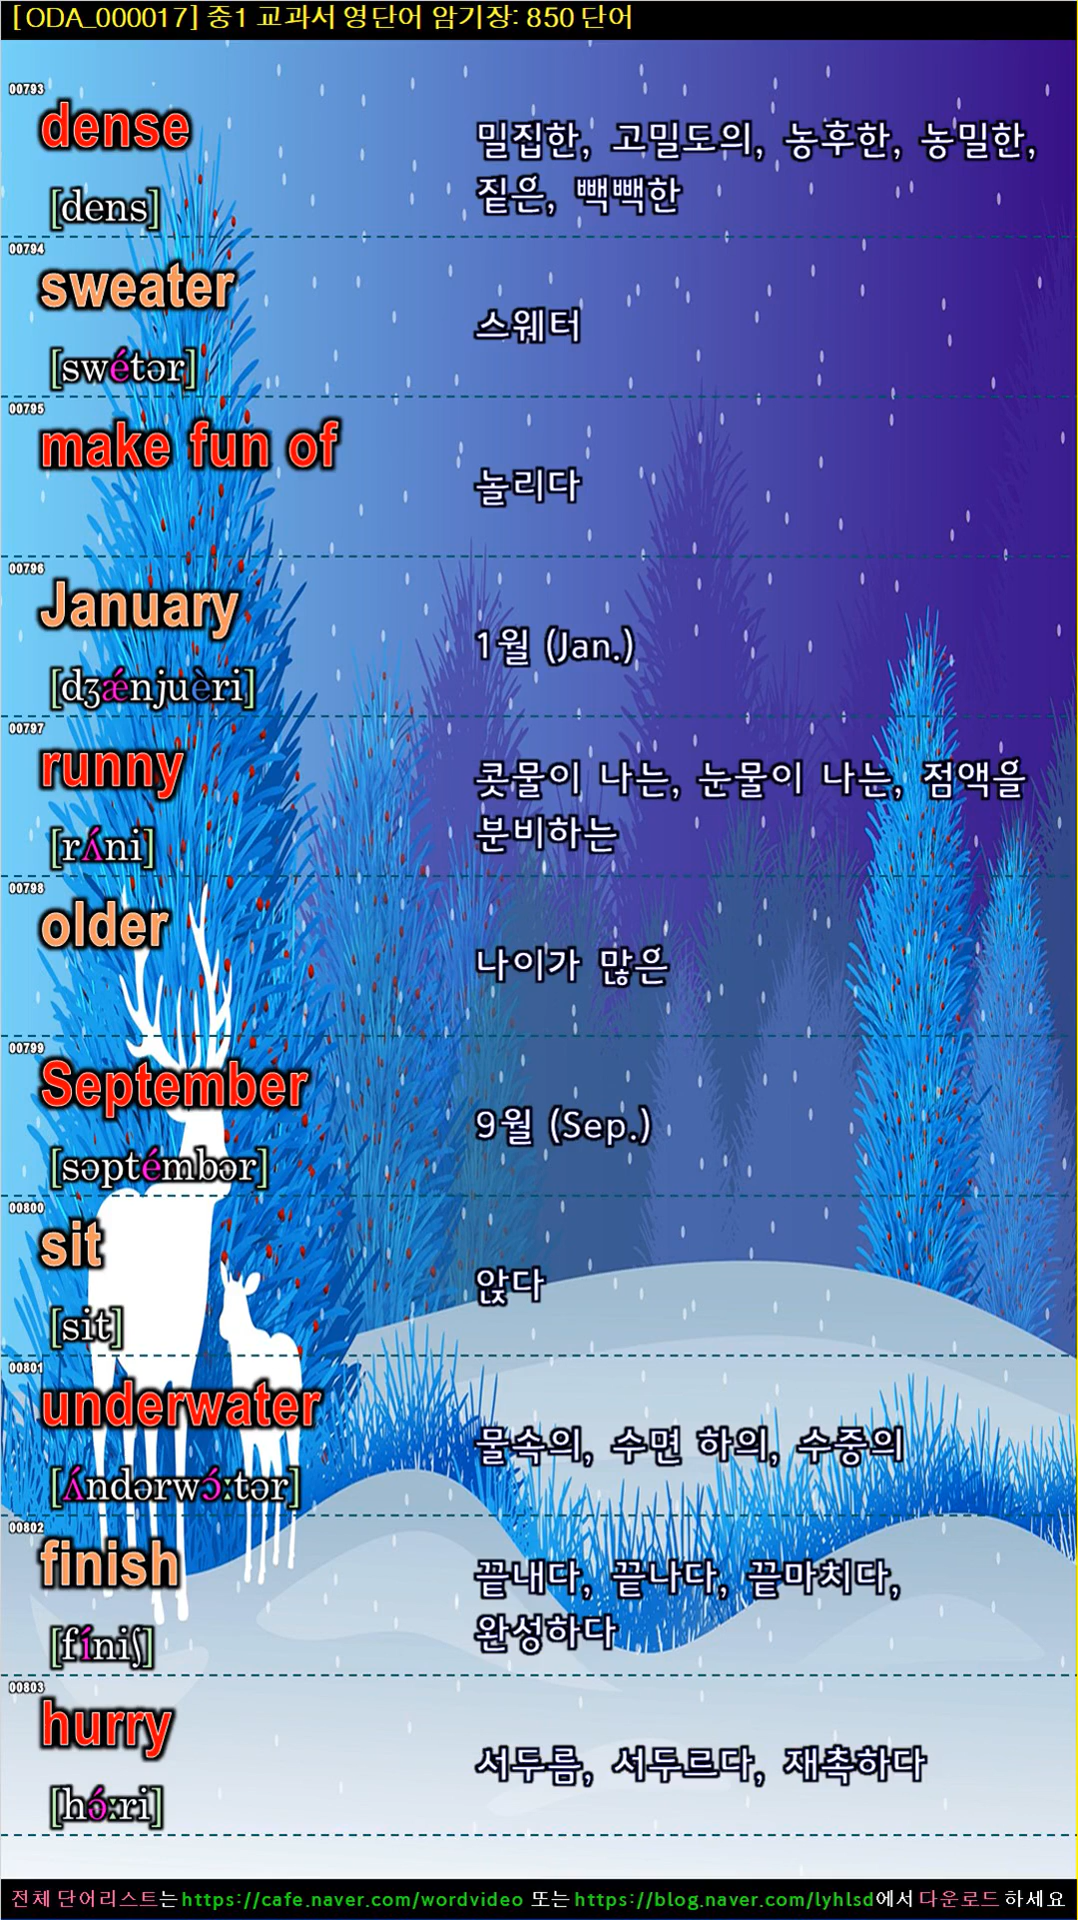 [ODA_000017] 중1 교과서 영단어 암기장: 850 단어
00793
dense
[dens]
밀집한, 고밀도의, 농후한, 농밀한,
짙은, 빽빽한
00794
sweater
[swétər]
스웨터
00795
make fun of
놀리다
00796
January
[dʒǽnjuèri]
1월 (Jan.)
00797
runny
[rʌ́ni]
콧물이 나는, 눈물이 나는, 점액을
분비하는
00798
older
나이가 많은
00799
September
[səptémbər]
9월 (Sep.)
00800
sit
[sit]
앉다
00801
underwater
[ʌ́ndərwɔ́ːtər]
물속의, 수면 하의, 수중의
00802
finish
[fíniʃ]
끝내다, 끝나다, 끝마치다,
완성하다
00803
hurry
[hə́ːri]
서두름, 서두르다, 재촉하다
전체 단어리스트는 https://cafe.naver.com/wordvideo 또는 https://blog.naver.com/lyhlsd에서 다운로드 하세요